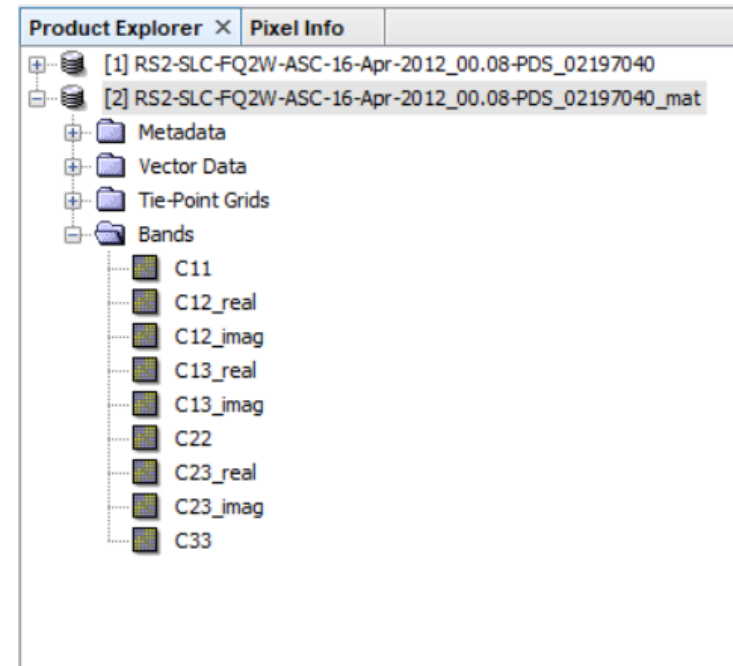 Product Explorer × Pixel Info
[1] RS2-SLC-FQ2W-ASC-16-Apr-2012_00.08-PDS_02197040
[2] RS2-SLC-FQ2W-ASC-16-Apr-2012_00.08-PDS_02197040_mat
Metadata
Vector Data
Tie-Point Grids
Bands
C11
C12_real
C12_imag
C13_real
C13_imag
C22
C23_real
C23_imag
C33